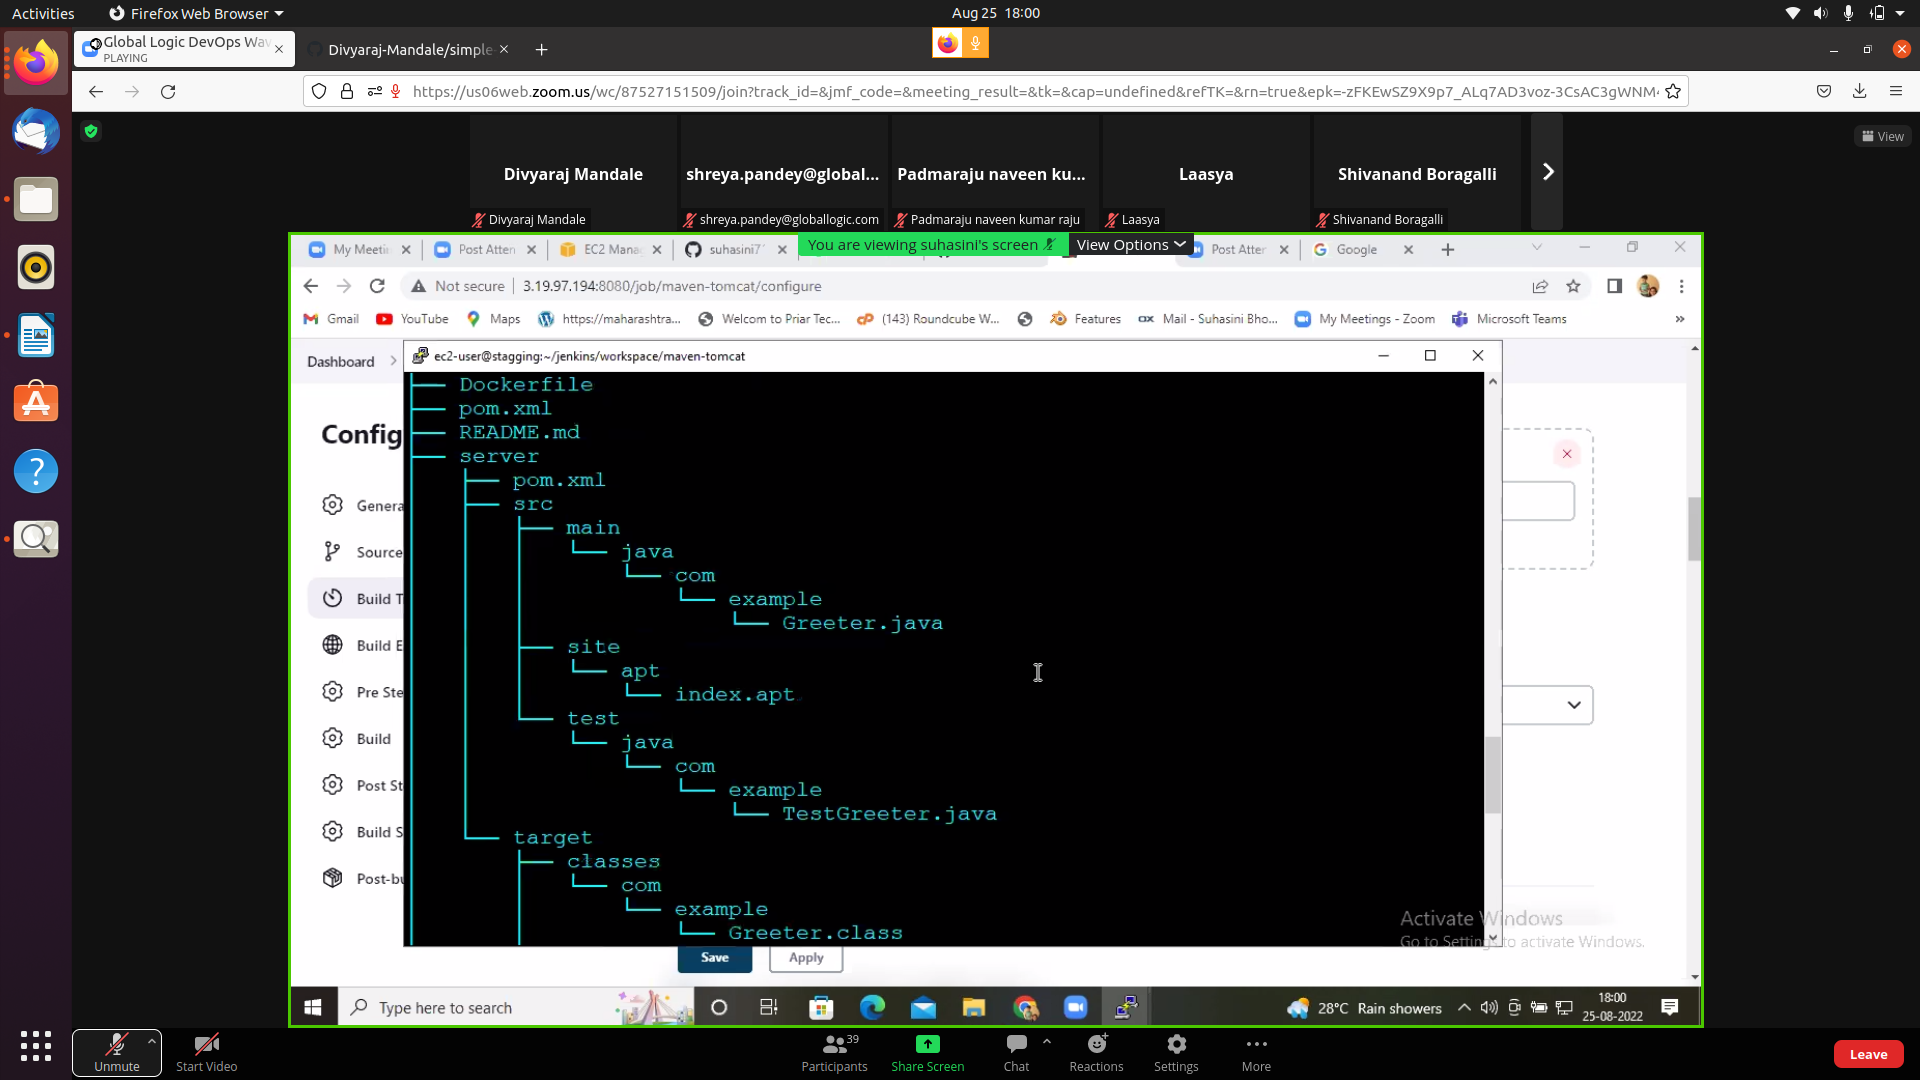 Activities
Firefox Web Browser
Aug 25 18:00
Global Logic DevOps Wav
PLAYING
Divyaraj-Mandale/simple
https://us06web.zoom.us/wc/87527151509/join?track_id=&jmf_code=&meeting_result=&tk=&cap=undefined&refTK=&rn=true&epk=-zFKEwSZ9X9p7_ALq7AD3voz-3CsAC3gWNM
View
Divyaraj Mandale
shreya.pandey@global...
Padmaraju naveen ku...
Laasya
Shivanand Boragalli
Divyaraj Mandale
shreya.pandey@globallogic.com
Padmaraju naveen kumar raju
Laasya
Shivanand Boragalli
My Meetin
Post Atten
EC2 Mana
suhasini7
You are viewing suhasini's screen
View Options
Post Atter
Google
Not secure
3.19.97.194:8080/job/maven-tomcat/configure
Gmail
YouTube
Maps
https://maharashtra...
Welcom to Priar Tec...
(143) Roundcube W...
Features
Mail - Suhasini Bho...
My Meetings - Zoom
Microsoft Teams
»
Dashboard
ec2-user@stagging:~/jenkins/workspace/maven-tomcat
Config
Genera
Source
Build T
Build E
Pre Ste
Build
Post St
Build S
Post-bu
Dockerfile
pom.xml
README.md
server
pom.xml
src
main
java
com
example
Greeter.java
site
apt
index.apt
test
java
com
example
TestGreeter.java
target
classes
com
example
Greeter.class
Activate Windows
Go to Settings to activate Windows.
Save
Apply
Type here to search
28°C Rain showers
18:00
25-08-2022
Unmute
Start Video
Participants
39
Share Screen
Chat
Reactions
Settings
More
Leave